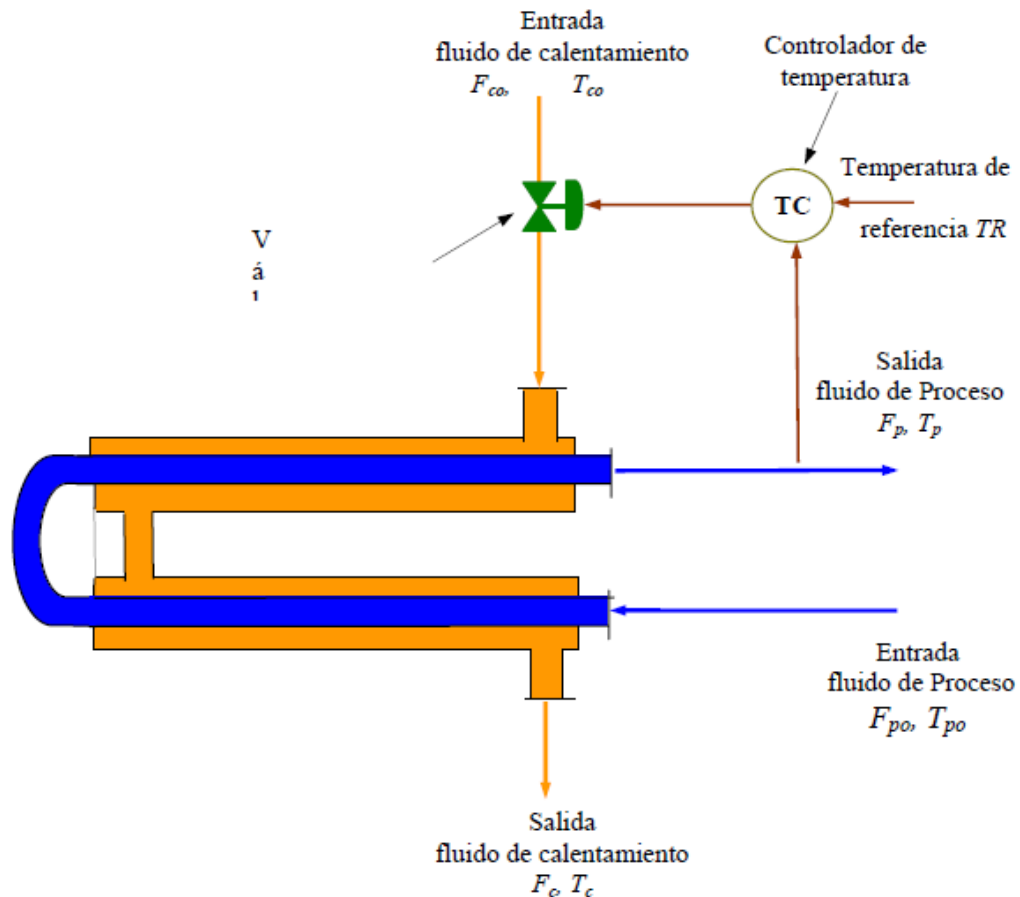 Entrada
fluido de calentamiento
Fco, Tco
Controlador de
temperatura
Temperatura de
TC
referencia TR
V
á
Salida
fluido de Proceso
Fp, Tp
Entrada
fluido de Proceso
Fpo, Tpo
Salida
fluido de calentamiento
Fc, Tc